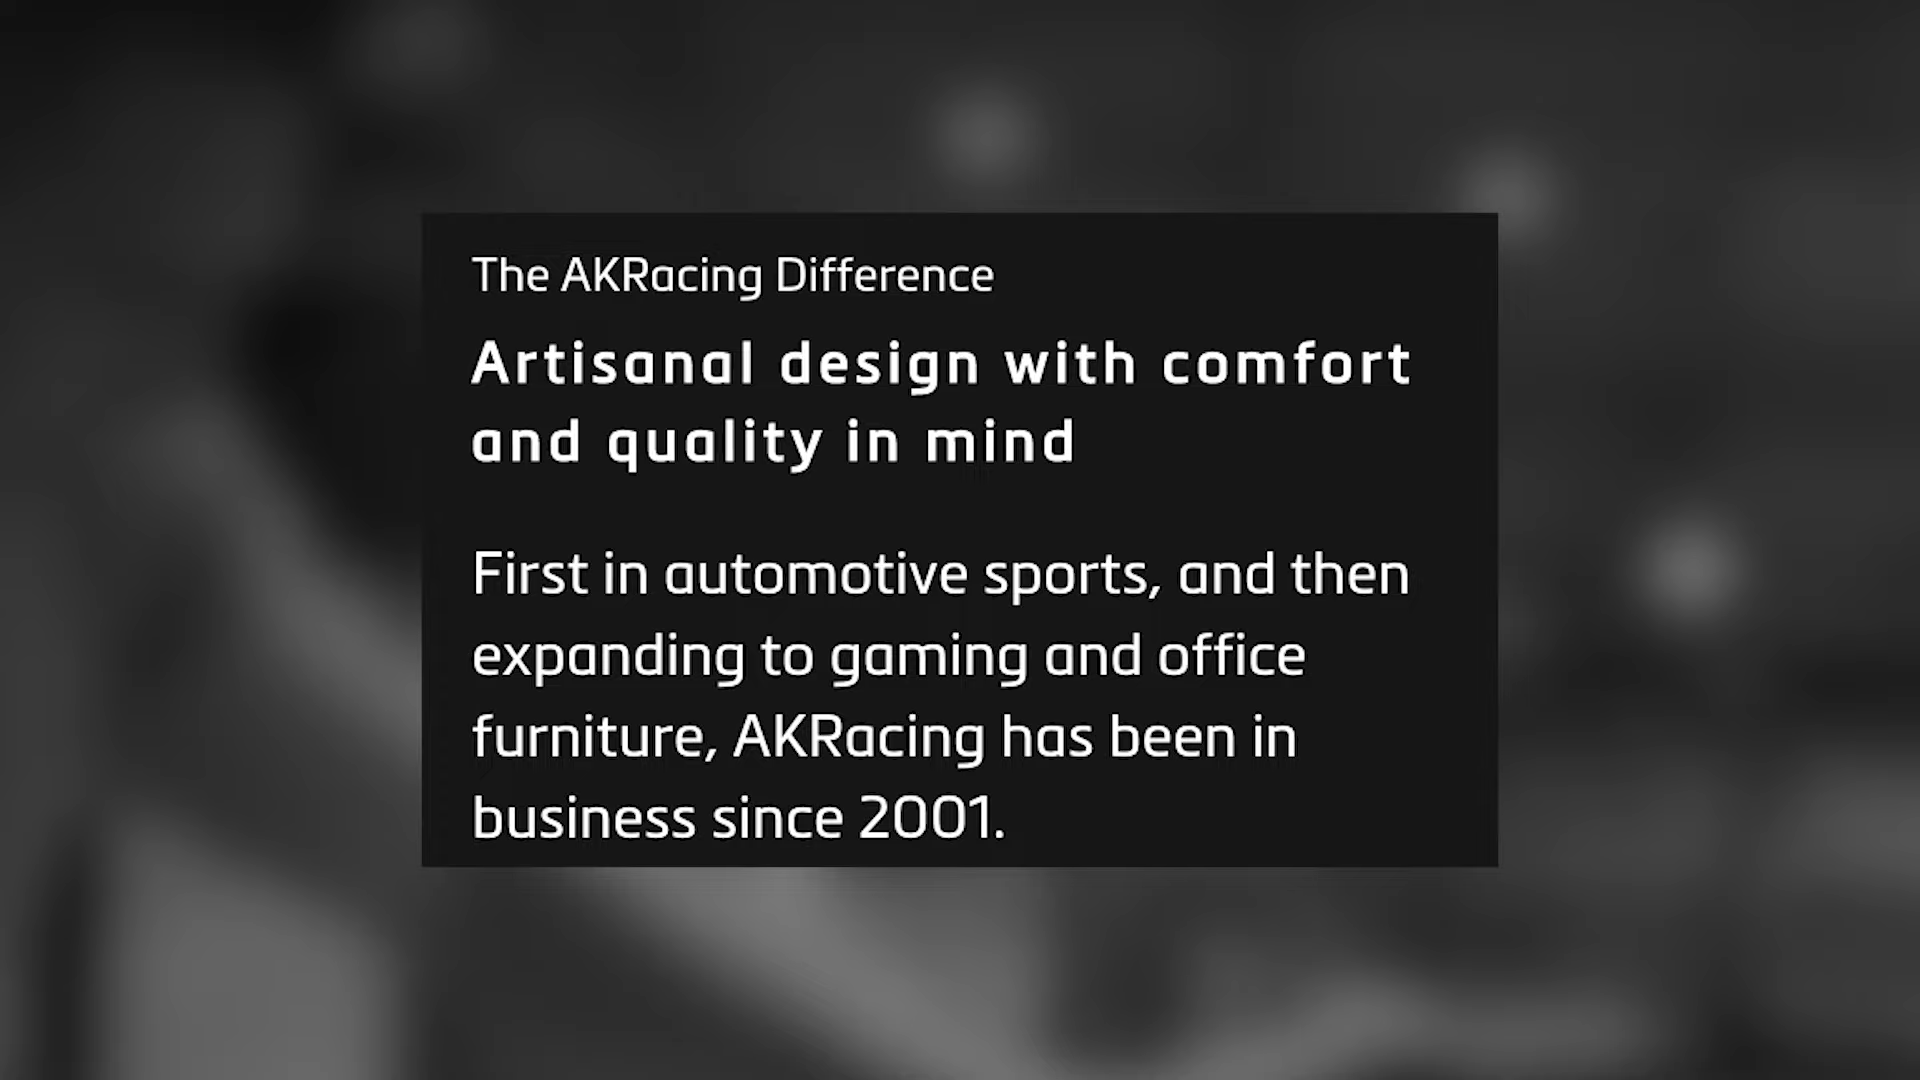 The AKRacing Difference
Artisanal design with comfort
and quality in mind
First in automotive sports, and then
expanding to gaming and office
furniture, AKRacing has been in
business since 2001.